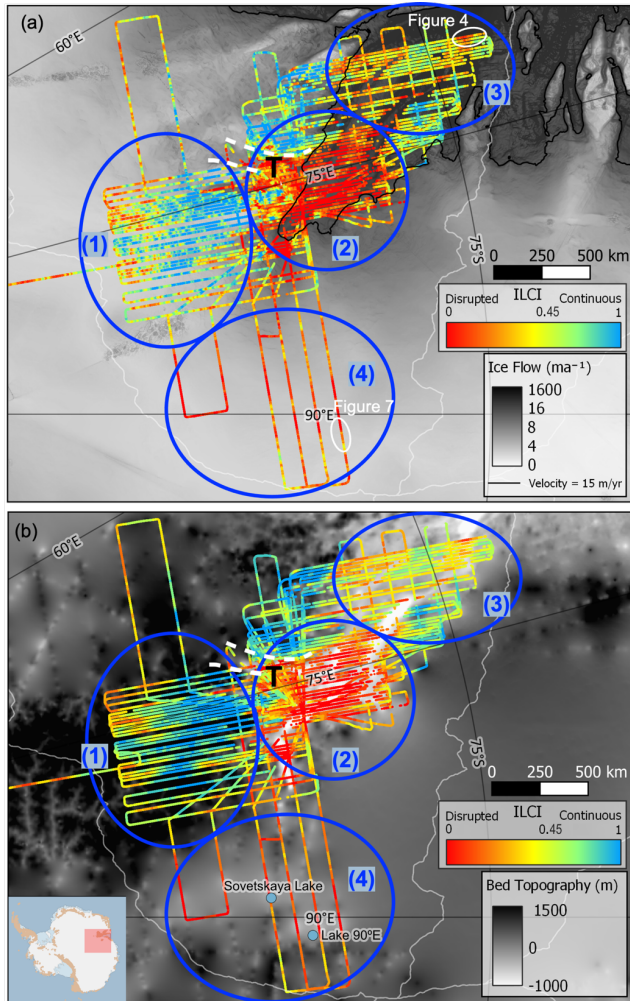 (a)
60°E
Figure 4
(3)
T
75°E
(1)
(2)
75°S
0 250 500 km
ILCI
Disrupted Continuous
0 0.45 1
(4)
Figure 7
90°E
Ice Flow (ma⁻¹)
1600
16
8
4
0
Velocity = 15 m/yr
(b)
60°E
(3)
T
75°E
(1)
(2)
75°S
0 250 500 km
ILCI
Disrupted Continuous
0 0.45 1
(4)
Sovetskaya Lake
90°E
Lake 90ºE
Bed Topography (m)
1500
0
-1000